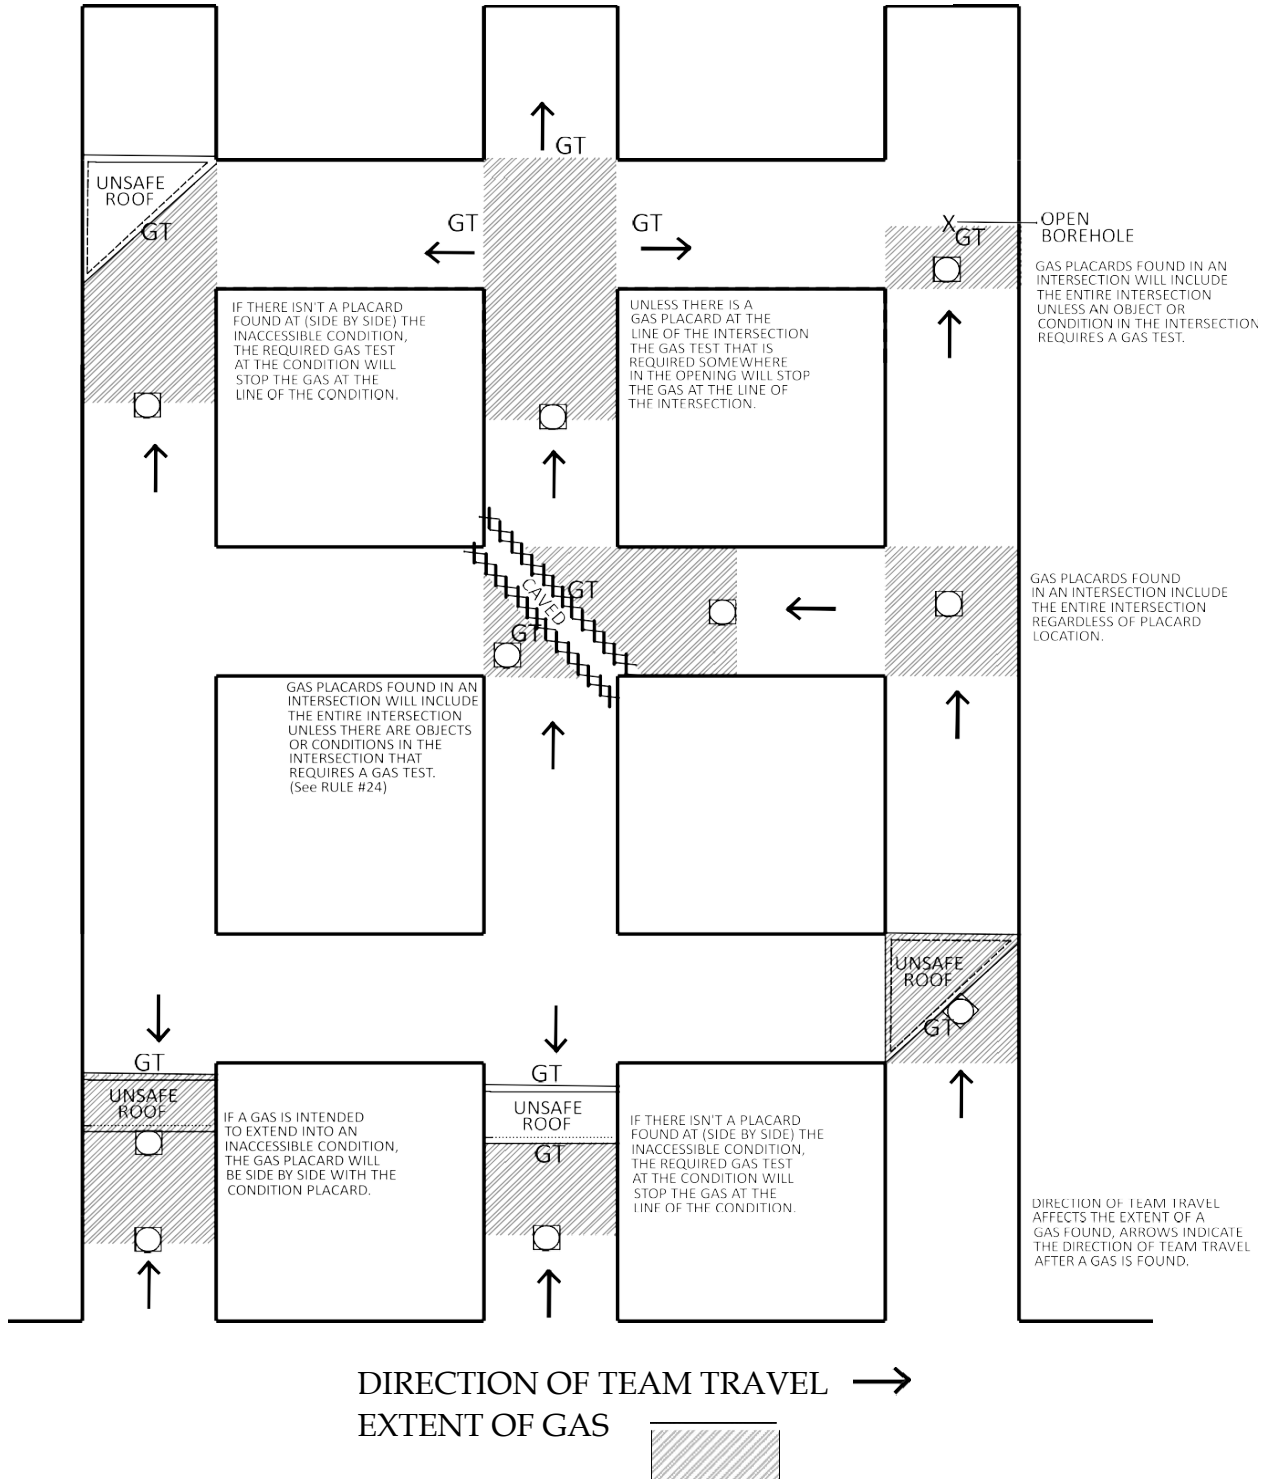 GT
UNSAFE
ROOF
GT
GT
GT
X
OPEN
BOREHOLE
GT
IF THERE ISN'T A PLACARD
FOUND AT (SIDE BY SIDE) THE
INACCESSIBLE CONDITION,
THE REQUIRED GAS TEST
AT THE CONDITION WILL
STOP THE GAS AT THE
LINE OF THE CONDITION.
UNLESS THERE IS A
GAS PLACARD AT THE
LINE OF THE INTERSECTION
THE GAS TEST THAT IS
REQUIRED SOMEWHERE
IN THE OPENING WILL STOP
THE GAS AT THE LINE OF
THE INTERSECTION.
GAS PLACARDS FOUND IN AN
INTERSECTION WILL INCLUDE
THE ENTIRE INTERSECTION
UNLESS AN OBJECT OR
CONDITION IN THE INTERSECTION
REQUIRES A GAS TEST.
GT
CAVED
GT
GAS PLACARDS FOUND
IN AN INTERSECTION INCLUDE
THE ENTIRE INTERSECTION
REGARDLESS OF PLACARD
LOCATION.
GAS PLACARDS FOUND IN AN
INTERSECTION WILL INCLUDE
THE ENTIRE INTERSECTION
UNLESS THERE ARE OBJECTS
OR CONDITIONS IN THE
INTERSECTION THAT
REQUIRES A GAS TEST.
(See RULE #24)
UNSAFE
ROOF
GT
GT
UNSAFE
ROOF
IF A GAS IS INTENDED
TO EXTEND INTO AN
INACCESSIBLE CONDITION,
THE GAS PLACARD WILL
BE SIDE BY SIDE WITH THE
CONDITION PLACARD.
GT
UNSAFE
ROOF
GT
IF THERE ISN'T A PLACARD
FOUND AT (SIDE BY SIDE) THE
INACCESSIBLE CONDITION,
THE REQUIRED GAS TEST
AT THE CONDITION WILL
STOP THE GAS AT THE
LINE OF THE CONDITION.
DIRECTION OF TEAM TRAVEL
AFFECTS THE EXTENT OF A
GAS FOUND, ARROWS INDICATE
THE DIRECTION OF TEAM TRAVEL
AFTER A GAS IS FOUND.
DIRECTION OF TEAM TRAVEL
EXTENT OF GAS